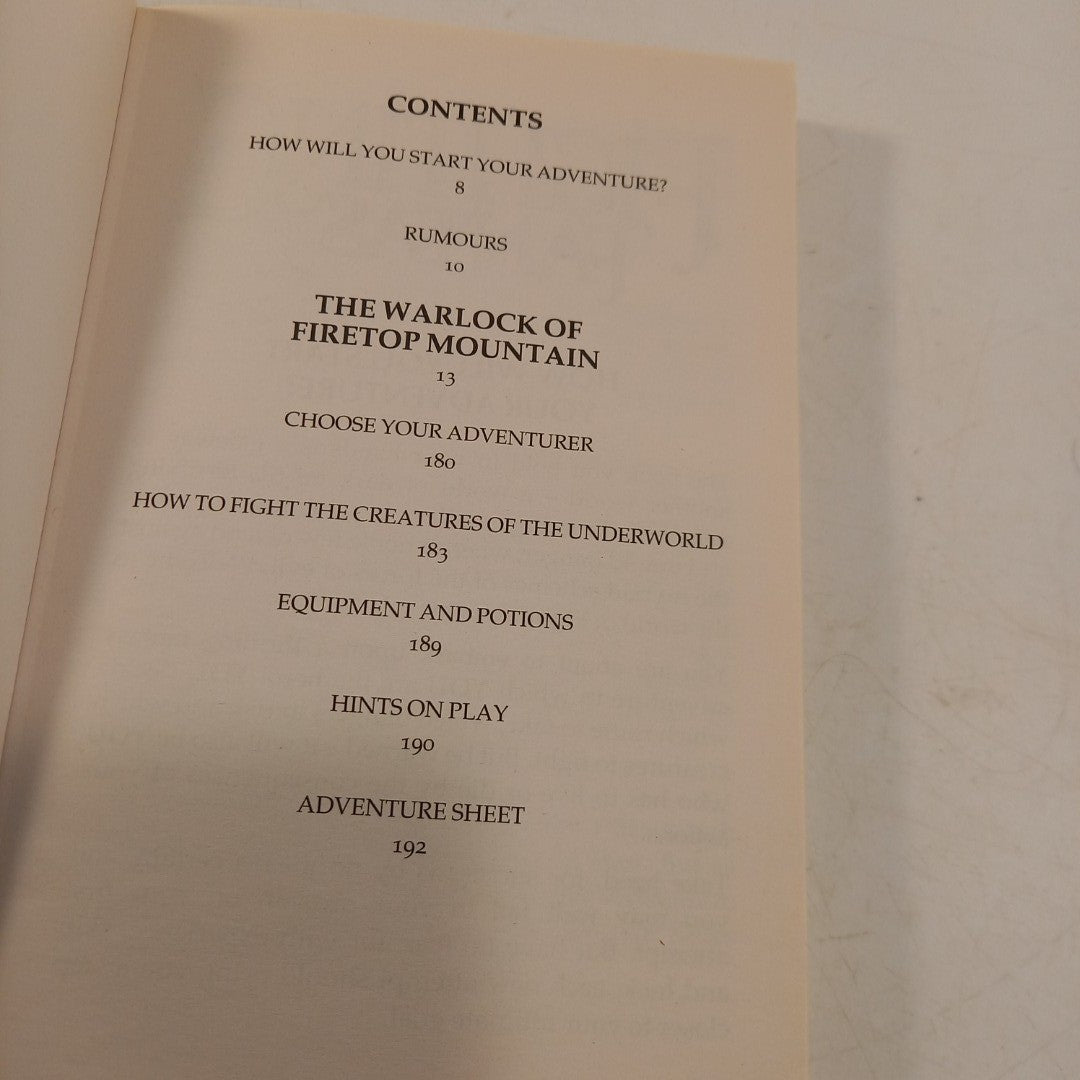 CONTENTS
HOW WILL YOU START YOUR ADVENTURE?
8
RUMOURS
10
THE WARLOCK OF
FIRETOP MOUNTAIN
13
CHOOSE YOUR ADVENTURER
180
HOW TO FIGHT THE CREATURES OF THE UNDERWORLD
183
EQUIPMENT AND POTIONS
189
HINTS ON PLAY
190
ADVENTURE SHEET
192